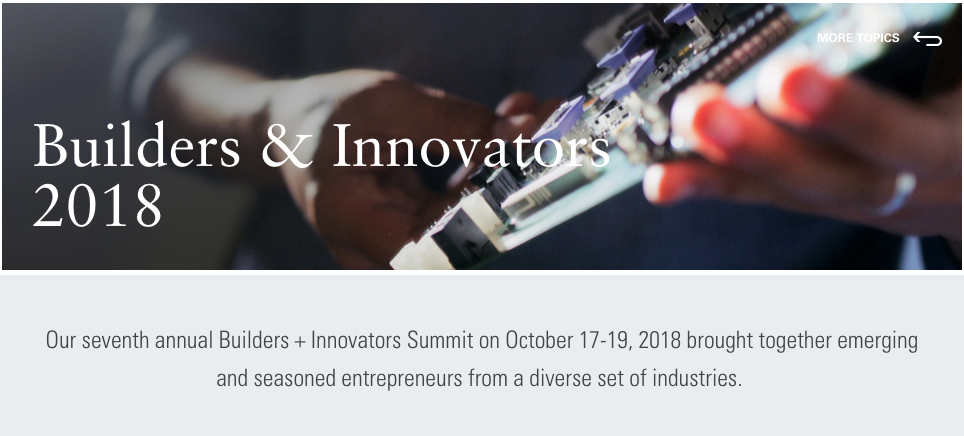 MORE TOPICS
Builders & Innovators
2018
Our seventh annual Builders + Innovators Summit on October 17-19, 2018 brought together emerging
and seasoned entrepreneurs from a diverse set of industries.